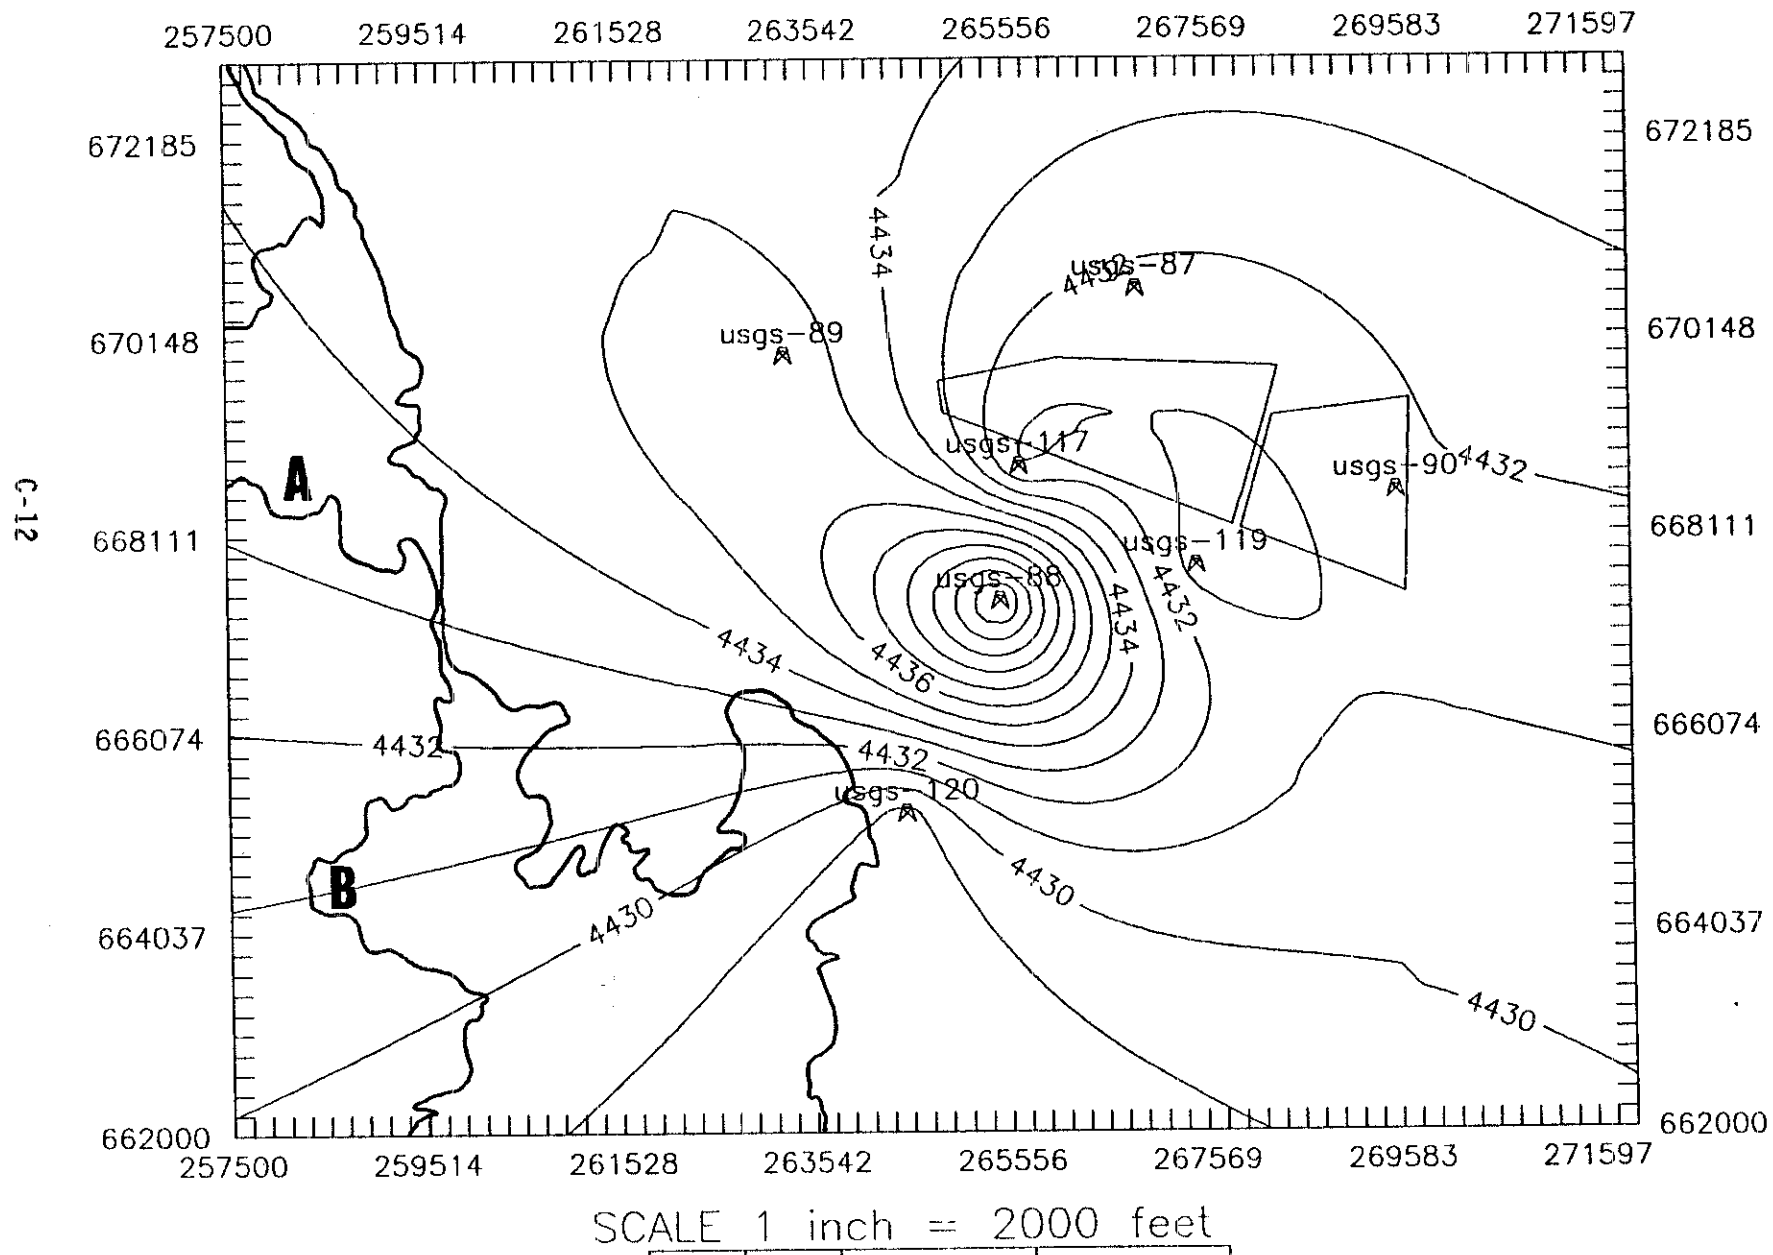 257500 259514 261528 263542 265556 267569 269583 271597
672185 672185
4434
usgs-87
4432
670148 670148
usgs-89
usgs-117
usgs-90 4432
A
C-12
668111 668111
usgs-119
usgs-88
4432
4434
4434
4436
666074 666074
4432 4432
usgs-120
B
4430
4430
664037 664037
4430
662000 662000
257500 259514 261528 263542 265556 267569 269583 271597
SCALE 1 inch = 2000 feet